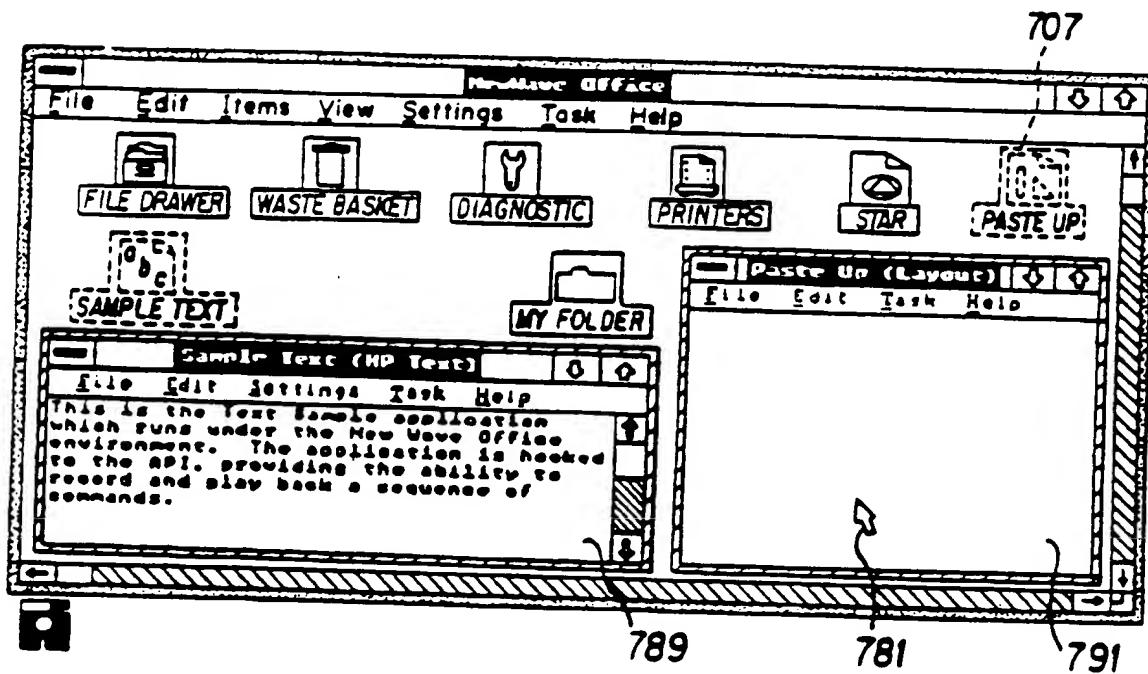 707
NewWave Office
File Edit Items View Settings Task Help
FILE DRAWER WASTE BASKET DIAGNOSTIC PRINTERS STAR PASTE UP
SAMPLE TEXT MY FOLDER
Paste Up (Layout)
File Edit Task Help
Sample Text (HP Text)
File Edit Settings Task Help
This is the Text Sample application
which runs under the New Wave Office
environment. The application is hooked
to the API, providing the ability to
record and play back a sequence of
commands.
a b c
789 781 791